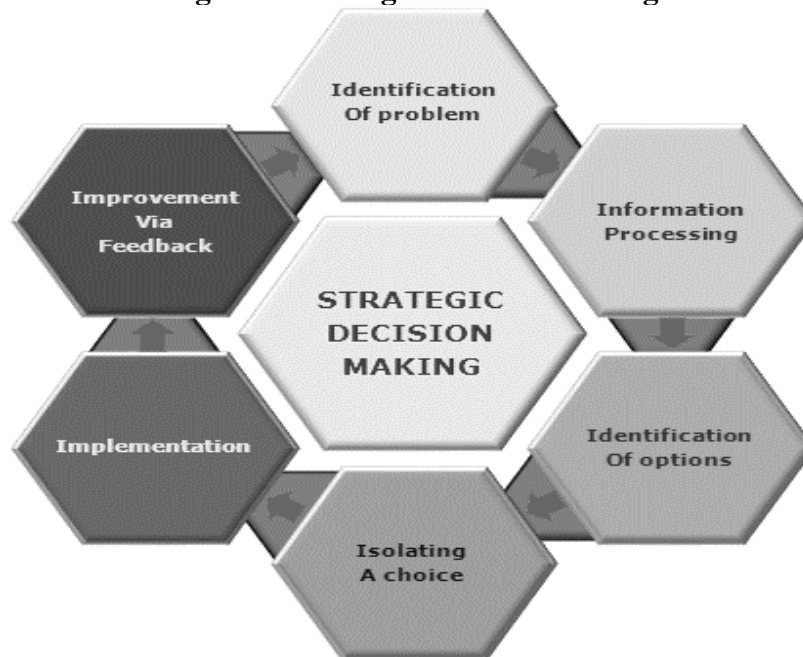 Identification
Of problem
Information
Processing
Identification
Of options
Isolating
A choice
Implementation
Improvement
Via
Feedback
STRATEGIC
DECISION
MAKING